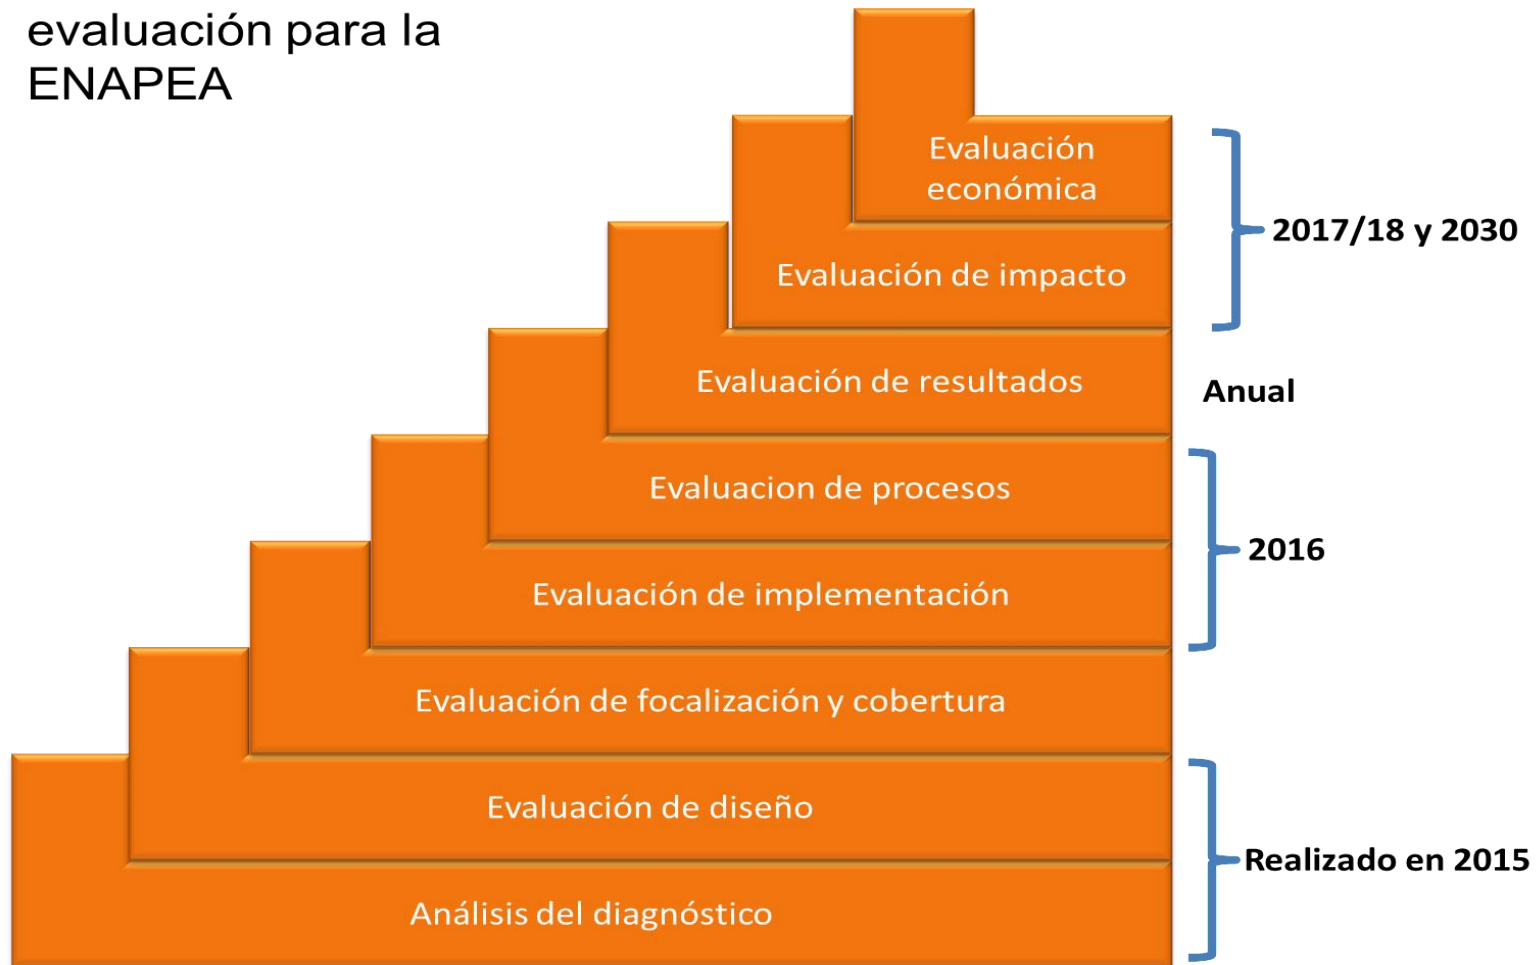 evaluación para la
ENAPEA
Evaluación
económica
2017/18 y 2030
Evaluación de impacto
Evaluación de resultados
Anual
Evaluacion de procesos
2016
Evaluación de implementación
Evaluación de focalización y cobertura
Evaluación de diseño
Realizado en 2015
Análisis del diagnóstico